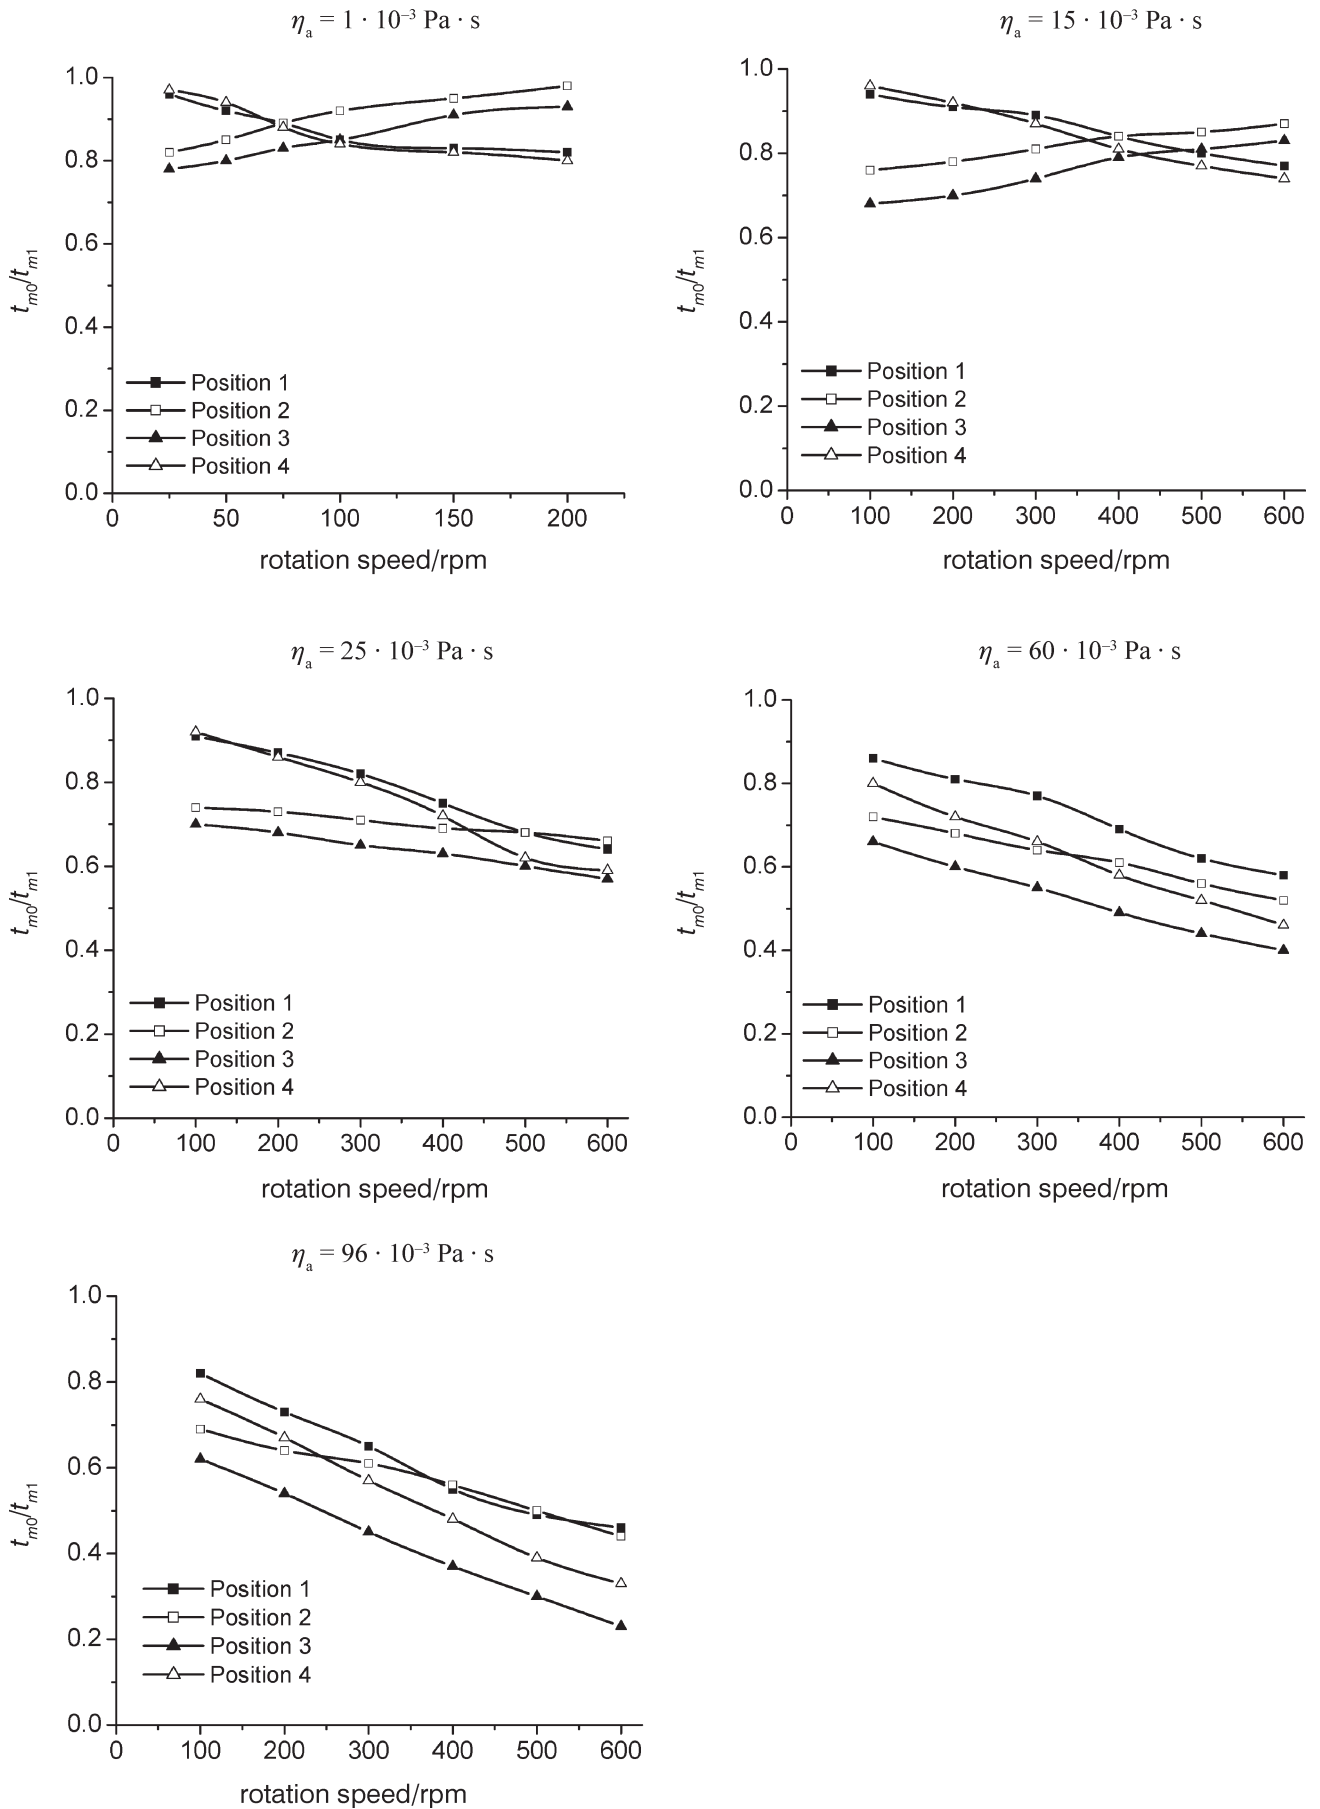 ηa = 1 · 10–3 Pa · s
1.0
0.8
0.6
0.4
0.2
0.0
tm0/tm1
Position 1
Position 2
Position 3
Position 4
0 50 100 150 200
rotation speed/rpm
ηa = 15 · 10–3 Pa · s
1.0
0.8
0.6
0.4
0.2
0.0
tm0/tm1
Position 1
Position 2
Position 3
Position 4
0 100 200 300 400 500 600
rotation speed/rpm
ηa = 25 · 10–3 Pa · s
1.0
0.8
0.6
0.4
0.2
0.0
tm0/tm1
Position 1
Position 2
Position 3
Position 4
0 100 200 300 400 500 600
rotation speed/rpm
ηa = 60 · 10–3 Pa · s
1.0
0.8
0.6
0.4
0.2
0.0
tm0/tm1
Position 1
Position 2
Position 3
Position 4
0 100 200 300 400 500 600
rotation speed/rpm
ηa = 96 · 10–3 Pa · s
1.0
0.8
0.6
0.4
0.2
0.0
tm0/tm1
Position 1
Position 2
Position 3
Position 4
0 100 200 300 400 500 600
rotation speed/rpm